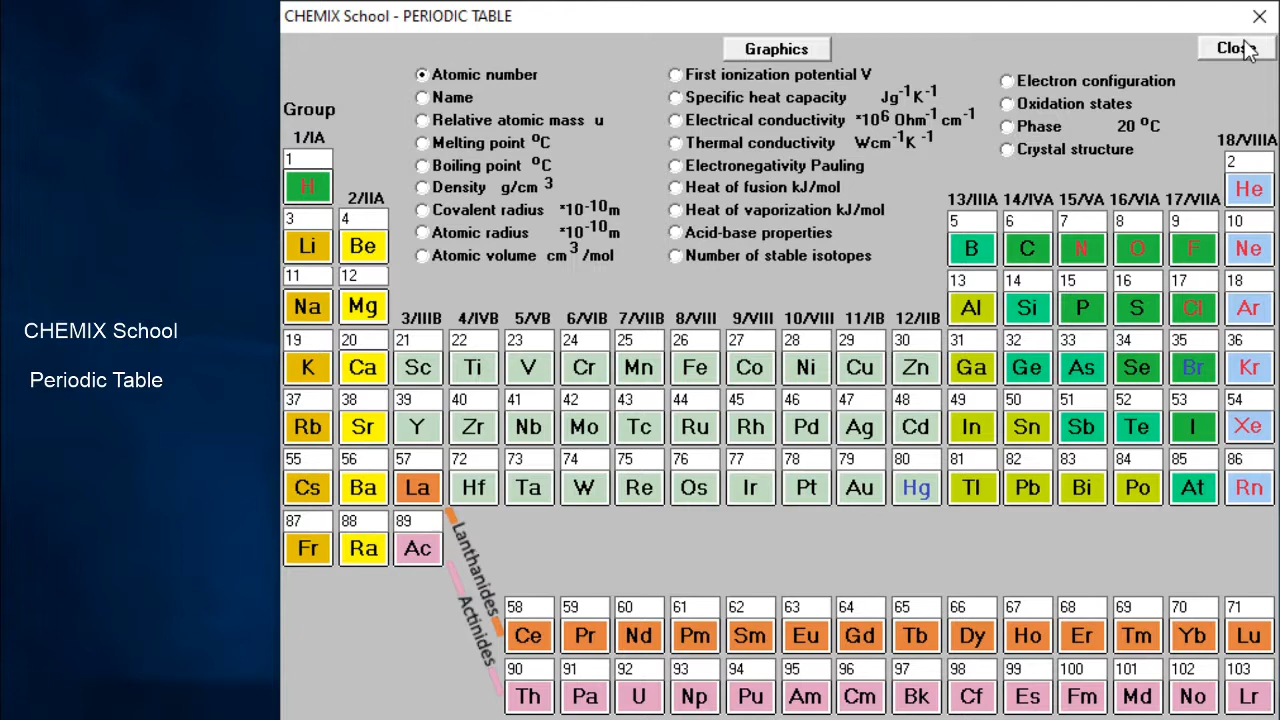 CHEMIX School - PERIODIC TABLE
Graphics
Close
Atomic number
Name
Relative atomic mass u
Melting point ⁰C
Boiling point ⁰C
Density g/cm ³
Covalent radius *10⁻¹⁰m
Atomic radius *10⁻¹⁰m
Atomic volume cm ³ /mol
First ionization potential V
Specific heat capacity Jg⁻¹K⁻¹
Electrical conductivity *10⁶ Ohm⁻¹ cm⁻¹
Thermal conductivity Wcm⁻¹K ⁻¹
Electronegativity Pauling
Heat of fusion kJ/mol
Heat of vaporization kJ/mol
Acid-base properties
Number of stable isotopes
Electron configuration
Oxidation states
Phase 20 ⁰C
Crystal structure
Group
1/IA 18/VIIIA
1 2
H He
2/IIA 13/IIIA 14/IVA 15/VA 16/VIA 17/VIIA
3 4 5 6 7 8 9 10
Li Be B C N O F Ne
11 12 13 14 15 16 17 18
Na Mg Al Si P S Cl Ar
3/IIIB 4/IVB 5/VB 6/VIB 7/VIIB 8/VIII 9/VIII 10/VIII 11/IB 12/IIB
19 20 21 22 23 24 25 26 27 28 29 30 31 32 33 34 35 36
K Ca Sc Ti V Cr Mn Fe Co Ni Cu Zn Ga Ge As Se Br Kr
37 38 39 40 41 42 43 44 45 46 47 48 49 50 51 52 53 54
Rb Sr Y Zr Nb Mo Tc Ru Rh Pd Ag Cd In Sn Sb Te I Xe
55 56 57 72 73 74 75 76 77 78 79 80 81 82 83 84 85 86
Cs Ba La Hf Ta W Re Os Ir Pt Au Hg Tl Pb Bi Po At Rn
87 88 89
Fr Ra Ac
Lanthanides
Actinides
58 59 60 61 62 63 64 65 66 67 68 69 70 71
Ce Pr Nd Pm Sm Eu Gd Tb Dy Ho Er Tm Yb Lu
90 91 92 93 94 95 96 97 98 99 100 101 102 103
Th Pa U Np Pu Am Cm Bk Cf Es Fm Md No Lr
CHEMIX School
Periodic Table